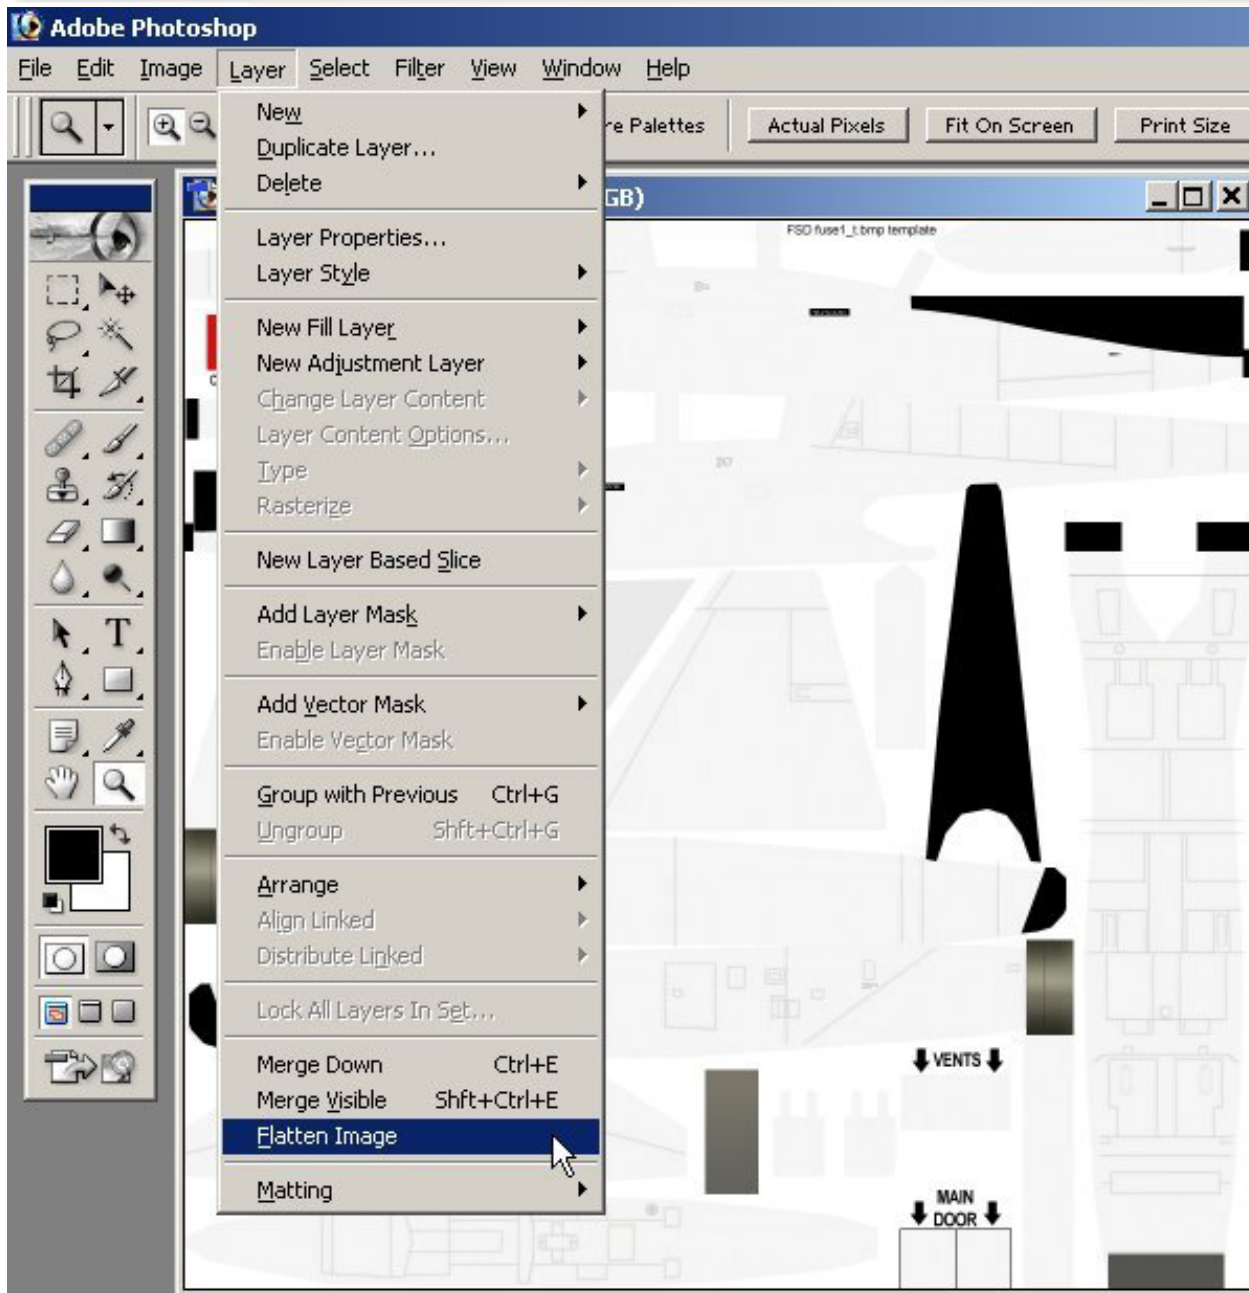 Adobe Photoshop
File Edit Image Layer Select Filter View Window Help
re Palettes Actual Pixels Fit On Screen Print Size
GB)
New
Duplicate Layer...
Delete
Layer Properties...
Layer Style
New Fill Layer
New Adjustment Layer
Change Layer Content
Layer Content Options...
Type
Rasterize
New Layer Based Slice
Add Layer Mask
Enable Layer Mask
Add Vector Mask
Enable Vector Mask
Group with Previous Ctrl+G
Ungroup Shft+Ctrl+G
Arrange
Align Linked
Distribute Linked
Lock All Layers In Set...
Merge Down Ctrl+E
Merge Visible Shft+Ctrl+E
Flatten Image
Matting
T
FSD fuse1_t.bmp template
VENTS
MAIN
DOOR